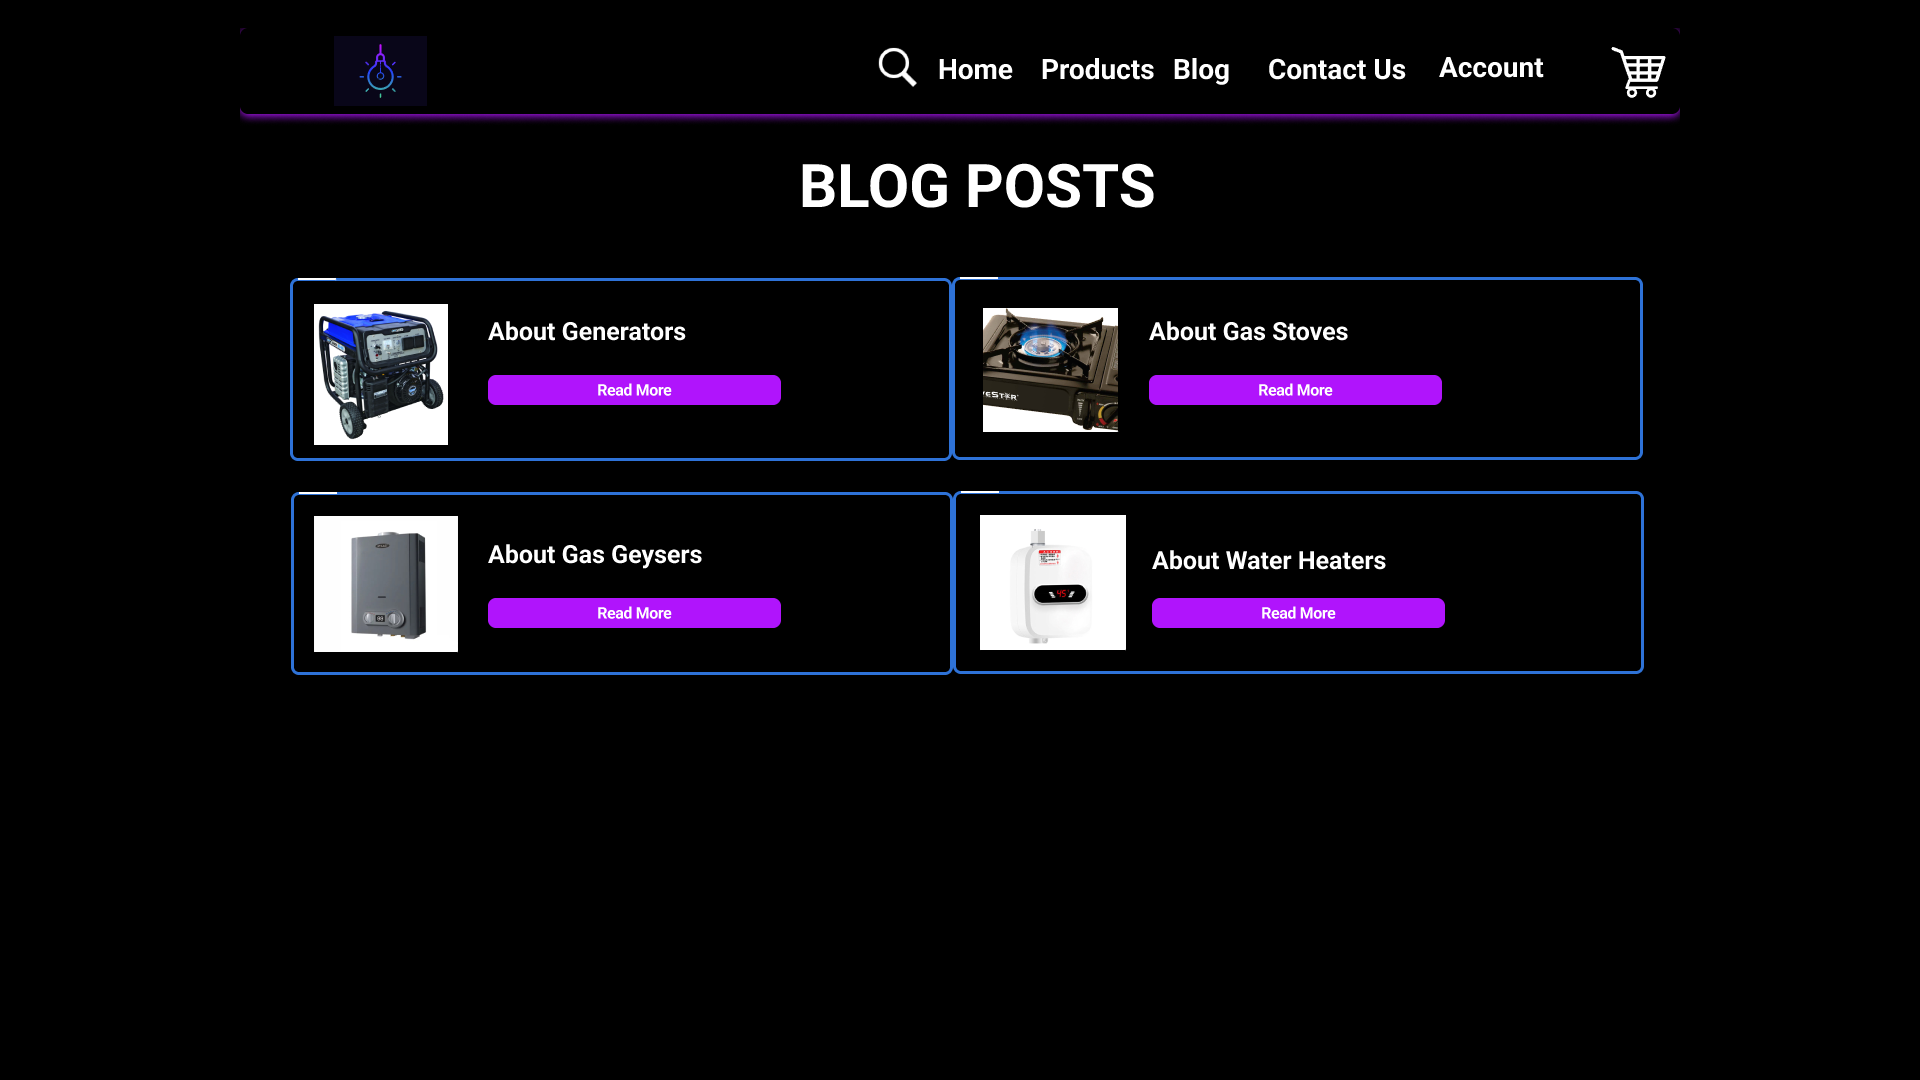 Home Products Blog Contact Us Account
BLOG POSTS
About Generators
Read More
About Gas Stoves
Read More
About Gas Geysers
Read More
About Water Heaters
Read More